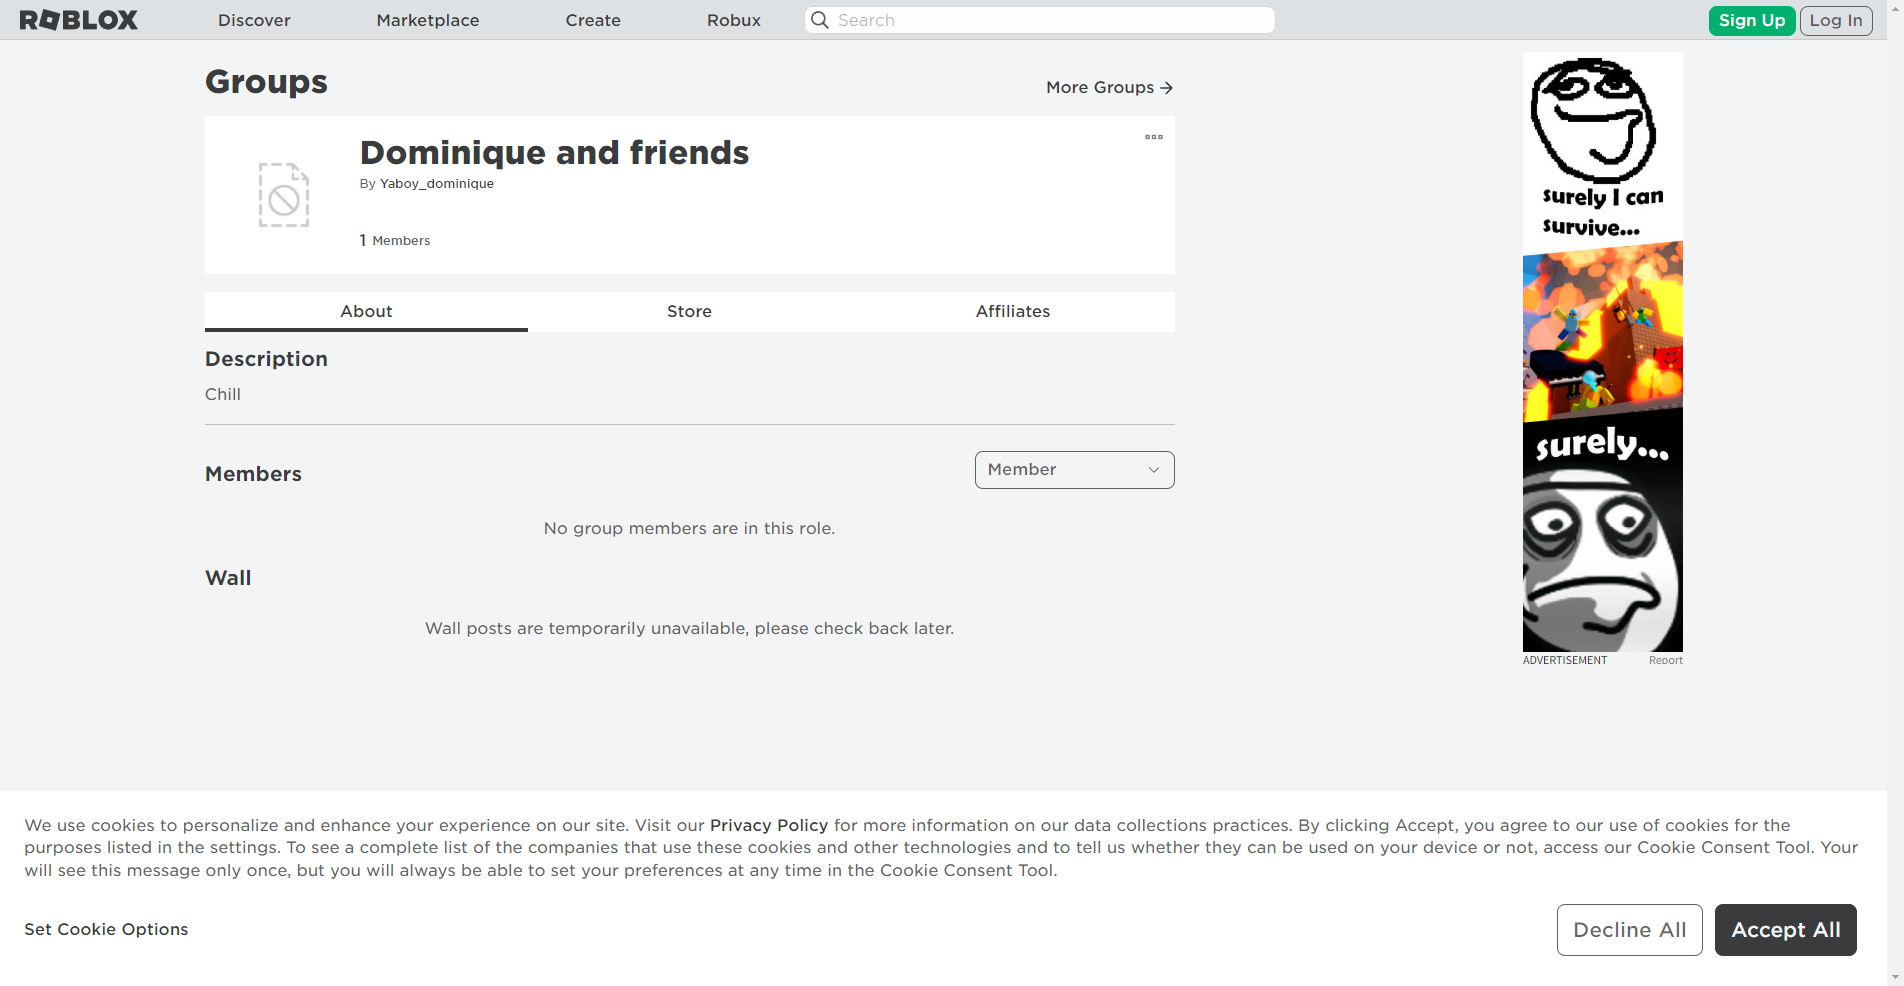 ROBLOX
Discover
Marketplace
Create
Robux
Search
Sign Up
Log In
Groups
More Groups
Dominique and friends
By Yaboy_dominique
1 Members
About
Store
Affiliates
Description
Chill
Members
Member
No group members are in this role.
Wall
Wall posts are temporarily unavailable, please check back later.
surely I can
survive...
surely...
ADVERTISEMENT
Report
We use cookies to personalize and enhance your experience on our site. Visit our Privacy Policy for more information on our data collections practices. By clicking Accept, you agree to our use of cookies for the
purposes listed in the settings. To see a complete list of the companies that use these cookies and other technologies and to tell us whether they can be used on your device or not, access our Cookie Consent Tool. Your
will see this message only once, but you will always be able to set your preferences at any time in the Cookie Consent Tool.
Set Cookie Options
Decline All
Accept All